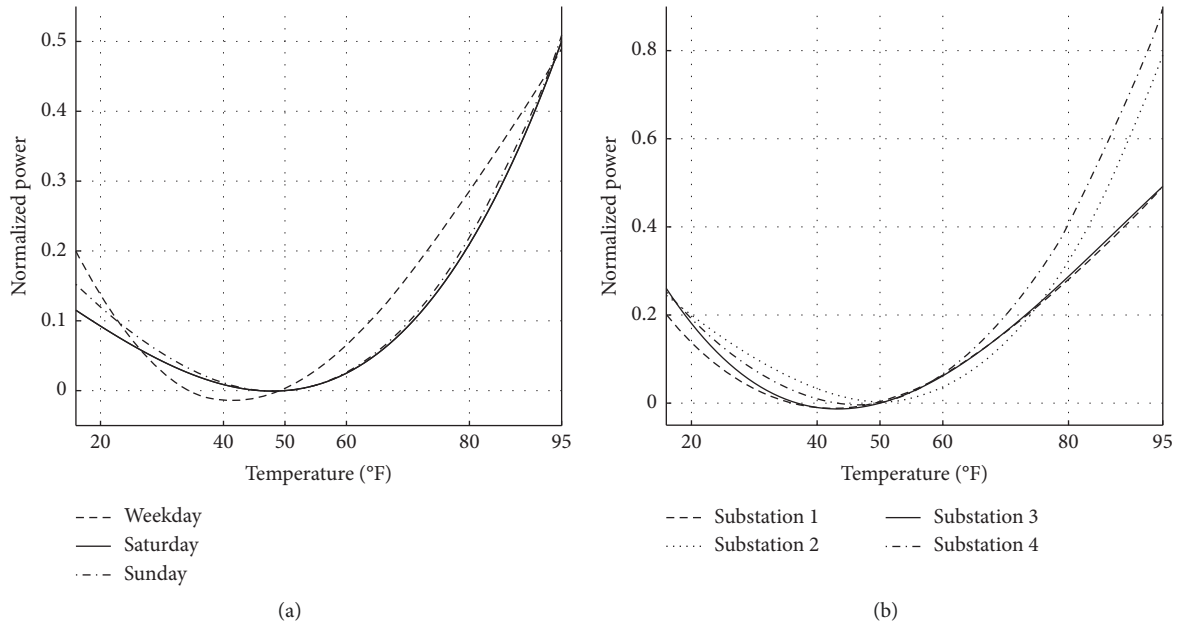 0.5
0.4
0.3
0.2
0.1
0
Normalized power
20 40 50 60 80 95
Temperature (°F)
Weekday
Saturday
Sunday
(a)
0.8
0.6
0.4
0.2
0
Normalized power
20 40 50 60 80 95
Temperature (°F)
Substation 1 Substation 3
Substation 2 Substation 4
(b)